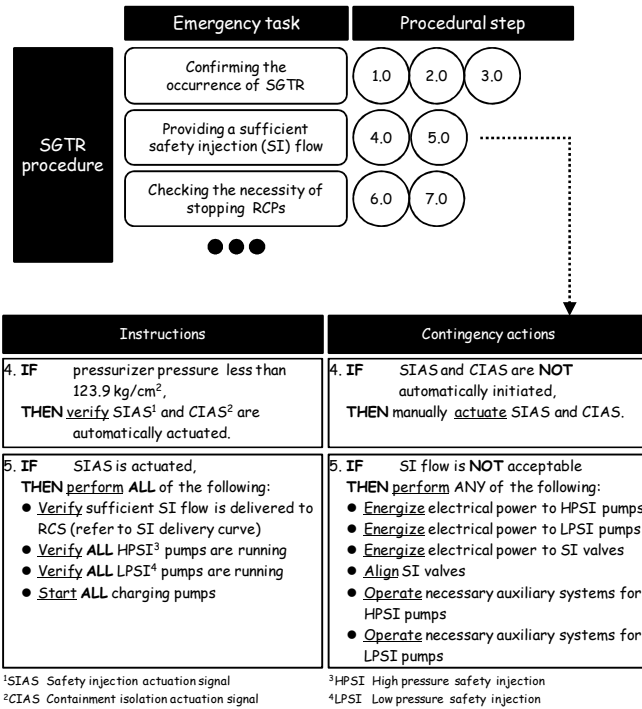 Emergency task
Procedural step
SGTR
procedure
Confirming the
occurrence of SGTR
1.0 2.0 3.0
Providing a sufficient
safety injection (SI) flow
4.0 5.0
Checking the necessity of
stopping RCPs
6.0 7.0
Instructions
4. IF pressurizer pressure less than
123.9 kg/cm²,
THEN verify SIAS¹ and CIAS² are
automatically actuated.
5. IF SIAS is actuated,
THEN perform ALL of the following:
● Verify sufficient SI flow is delivered to
RCS (refer to SI delivery curve)
● Verify ALL HPSI³ pumps are running
● Verify ALL LPSI⁴ pumps are running
● Start ALL charging pumps
Contingency actions
4. IF SIAS and CIAS are NOT
automatically initiated,
THEN manually actuate SIAS and CIAS.
5. IF SI flow is NOT acceptable
THEN perform ANY of the following:
● Energize electrical power to HPSI pumps
● Energize electrical power to LPSI pumps
● Energize electrical power to SI valves
● Align SI valves
● Operate necessary auxiliary systems for
HPSI pumps
● Operate necessary auxiliary systems for
LPSI pumps
¹SIAS Safety injection actuation signal
²CIAS Containment isolation actuation signal
³HPSI High pressure safety injection
⁴LPSI Low pressure safety injection